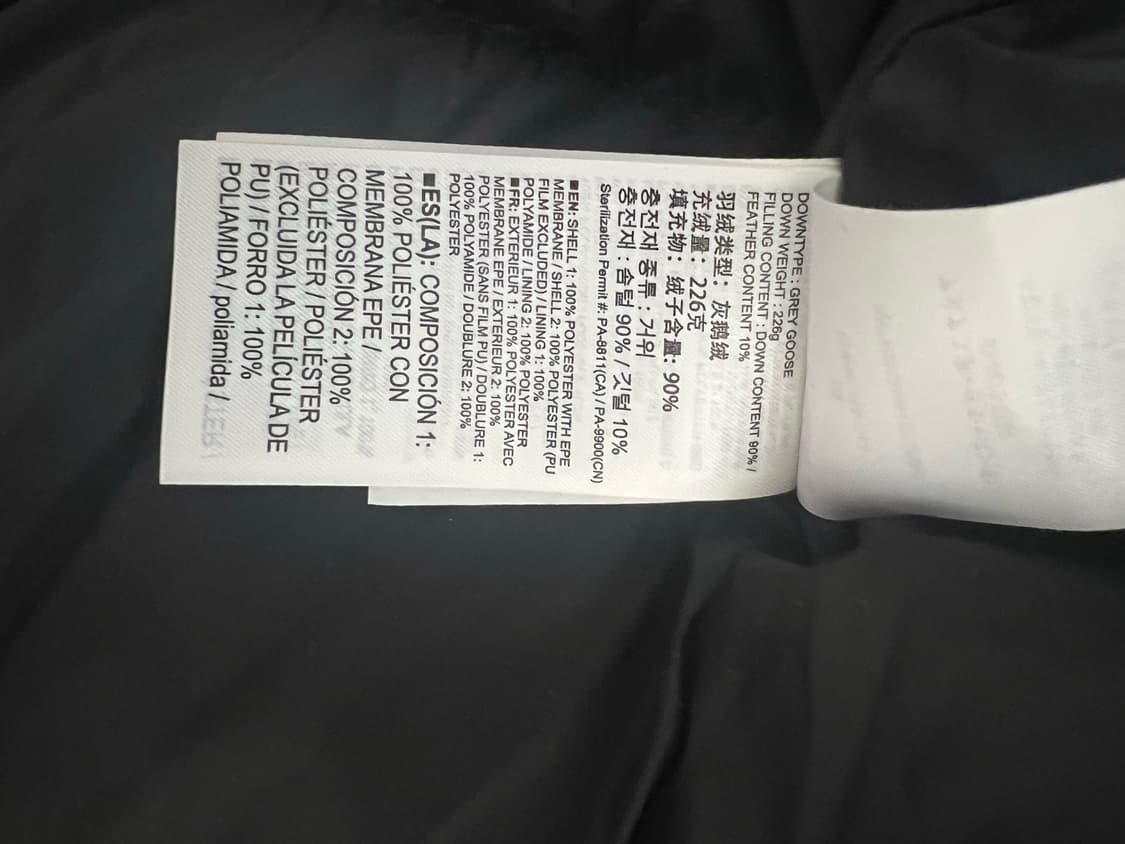 DOWNTYPE : GREY GOOSE
DOWN WEIGHT : 226g
FILLING CONTENT : DOWN CONTENT 90% /
FEATHER CONTENT 10%
羽绒类型：灰鹅绒
充绒量：226克
填充物：绒子含量：90%
충전재 종류 : 거위
충전재 : 솜털 90% / 깃털 10%
Sterilization Permit #: PA-8811(CA) / PA-9900(CN)
■EN: SHELL 1: 100% POLYESTER WITH EPE
MEMBRANE / SHELL 2: 100% POLYESTER (PU
FILM EXCLUDED) / LINING 1: 100%
POLYAMIDE / LINING 2: 100% POLYESTER
■FR: EXTERIEUR 1: 100% POLYESTER AVEC
MEMBRANE EPE / EXTERIEUR 2: 100%
POLYESTER (SANS FILM PU) / DOUBLURE 1:
100% POLYAMIDE / DOUBLURE 2: 100%
POLYESTER
■ES(LA): COMPOSICIÓN 1:
100% POLIÉSTER CON
MEMBRANA EPE /
COMPOSICIÓN 2: 100%
POLIÉSTER / POLIÉSTER
(EXCLUIDA LA PELÍCULA DE
PU) / FORRO 1: 100%
POLIAMIDA / poliamida /